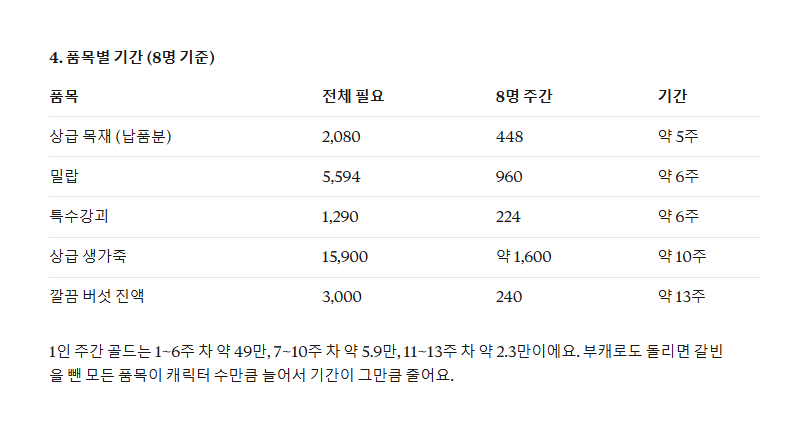 4. 품목별 기간 (8명 기준)
품목 전체 필요 8명 주간 기간
상급 목재 (납품분) 2,080 448 약 5주
밀랍 5,594 960 약 6주
특수강괴 1,290 224 약 6주
상급 생가죽 15,900 약 1,600 약 10주
깔끔 버섯 진액 3,000 240 약 13주
1인 주간 골드는 1~6주 차 약 49만, 7~10주 차 약 5.9만, 11~13주 차 약 2.3만이에요. 부캐로도 돌리면 갈빈
을 뺀 모든 품목이 캐릭터 수만큼 늘어서 기간이 그만큼 줄어요.